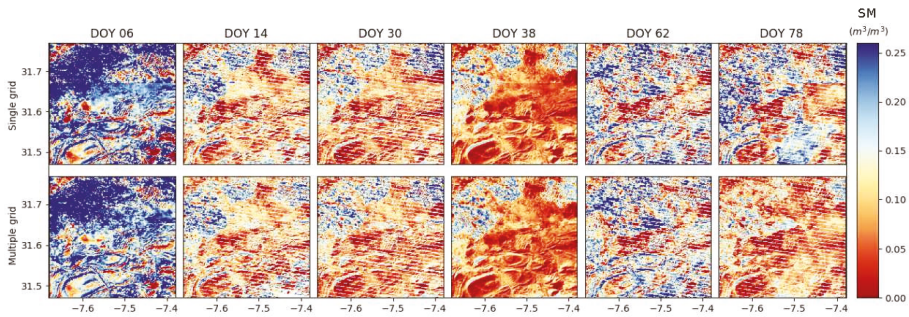 SM
(m³/m³)
DOY 06 DOY 14 DOY 30 DOY 38 DOY 62 DOY 78
Single grid
31.7
31.6
31.5
Multiple grid
31.7
31.6
31.5
−7.6 −7.5 −7.4 −7.6 −7.5 −7.4 −7.6 −7.5 −7.4 −7.6 −7.5 −7.4 −7.6 −7.5 −7.4 −7.6 −7.5 −7.4
0.25
0.20
0.15
0.10
0.05
0.00